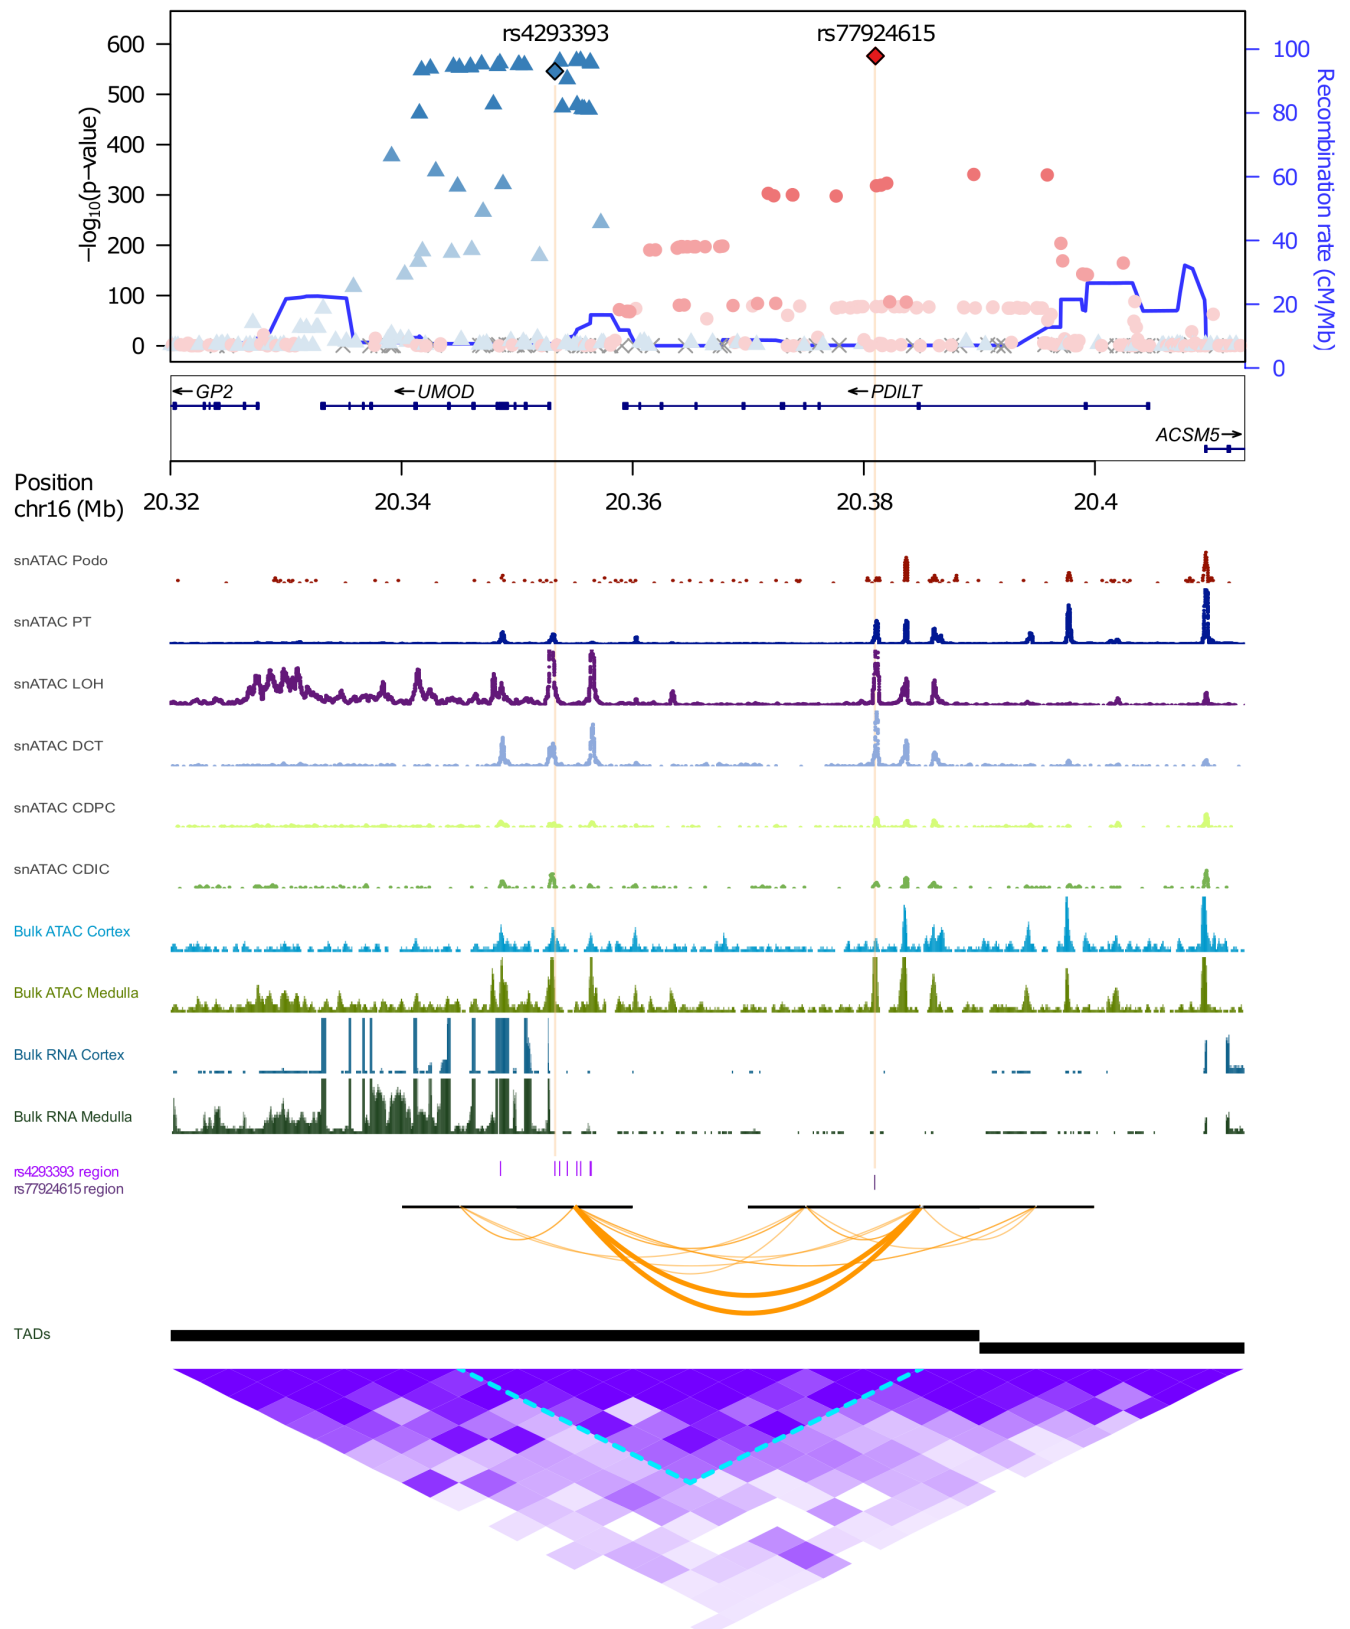 rs4293393 rs77924615
600
500
400
300
200
100
0
−log10(p−value)
100
80
60
40
20
0
Recombination rate (cM/Mb)
←GP2 ←UMOD ←PDILT
ACSM5→
Position
chr16 (Mb)
20.32 20.34 20.36 20.38 20.4
snATAC Podo
snATAC PT
snATAC LOH
snATAC DCT
snATAC CDPC
snATAC CDIC
Bulk ATAC Cortex
Bulk ATAC Medulla
Bulk RNA Cortex
Bulk RNA Medulla
rs4293393 region
rs77924615 region
TADs